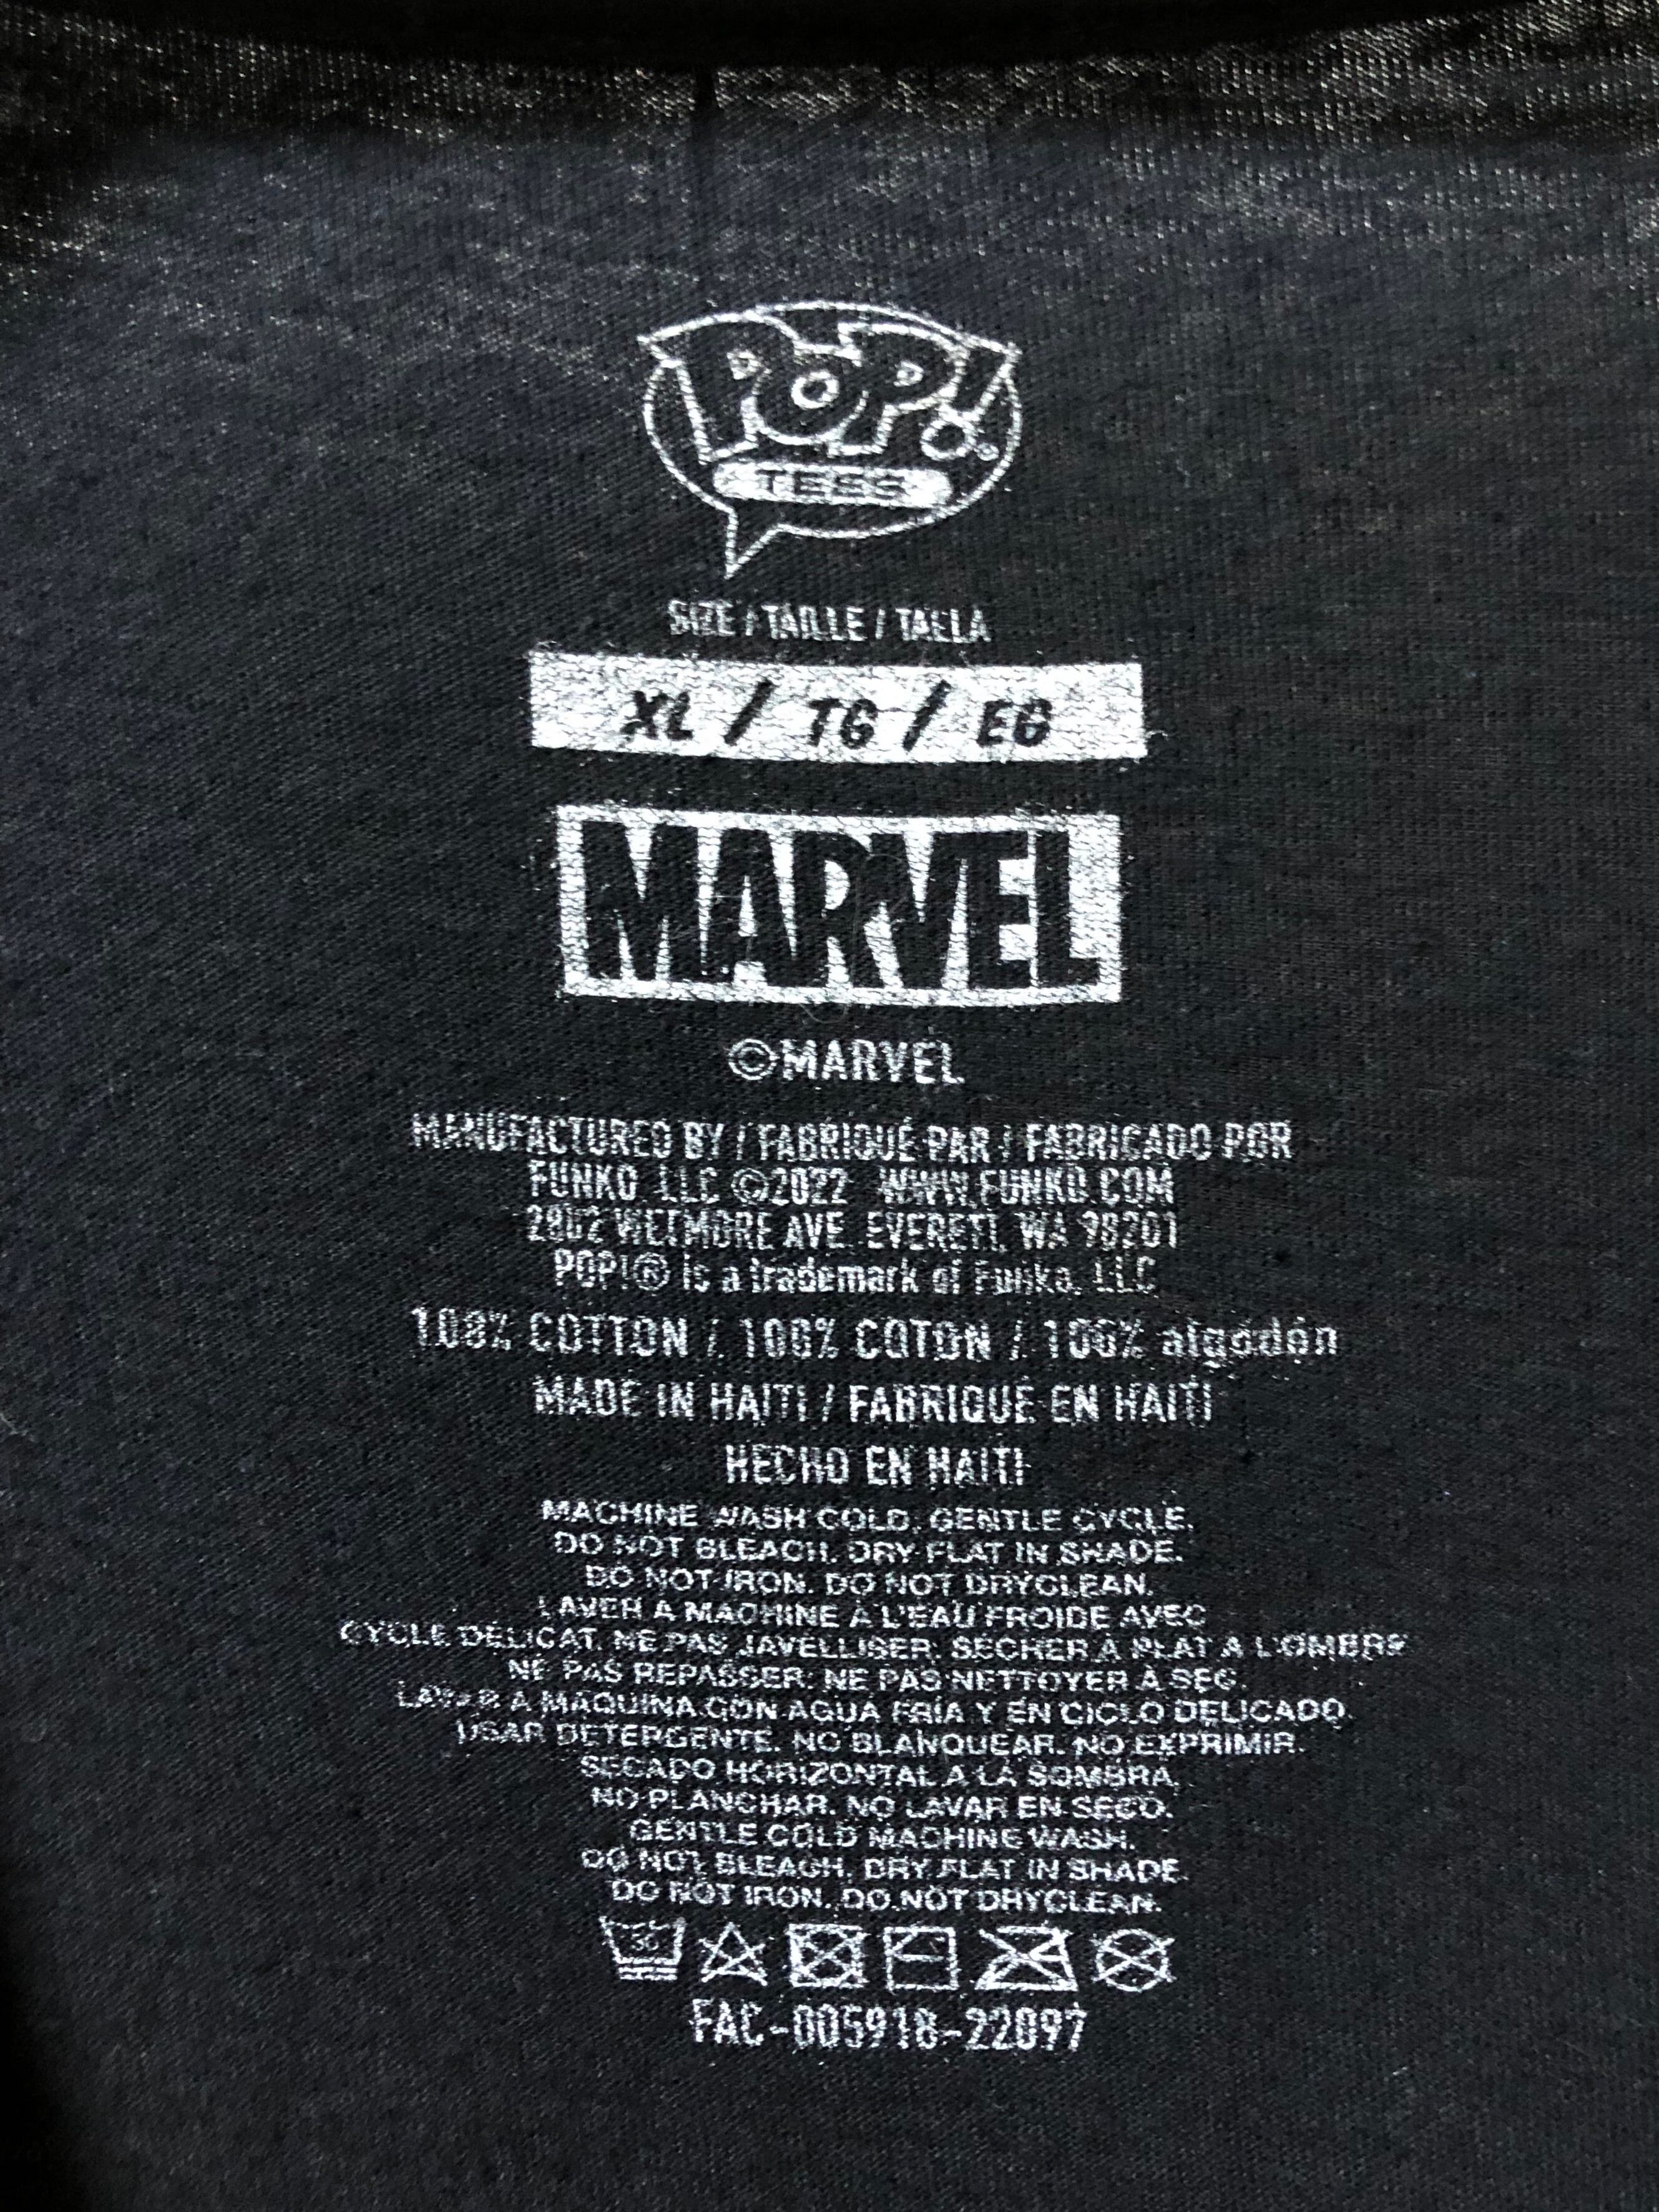 POP!
TEES
SIZE / TAILLE / TALLA
XL / TG / EG
MARVEL
©MARVEL
MANUFACTURED BY / FABRIQUÉ PAR / FABRICADO POR
FUNKO, LLC ©2022 WWW.FUNKO.COM
2802 WETMORE AVE. EVERETT, WA 98201
POP!® is a trademark of Funko, LLC
100% COTTON / 100% COTON / 100% algodón
MADE IN HAITI / FABRIQUÉ EN HAITI
HECHO EN HAITI
MACHINE WASH COLD, GENTLE CYCLE.
DO NOT BLEACH. DRY FLAT IN SHADE.
DO NOT IRON. DO NOT DRYCLEAN.
LAVER À MACHINE À L'EAU FROIDE AVEC
CYCLE DÉLICAT. NE PAS JAVELLISER. SÉCHER À PLAT A L'OMBRE
NE PAS REPASSER. NE PAS NETTOYER À SEC.
LAVAR A MAQUINA CON AGUA FRÍA Y EN CICLO DELICADO.
USAR DETERGENTE. NO BLANQUEAR. NO EXPRIMIR.
SECADO HORIZONTAL A LA SOMBRA.
NO PLANCHAR. NO LAVAR EN SECO.
GENTLE COLD MACHINE WASH.
DO NOT BLEACH. DRY FLAT IN SHADE.
DO NOT IRON. DO NOT DRYCLEAN.
30
FAC-005918-22097